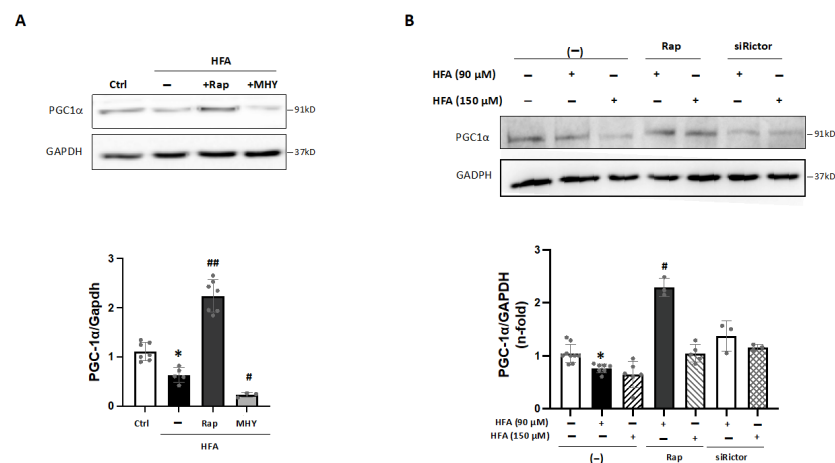 A
HFA
Ctrl – +Rap +MHY
PGC1α –91kD
GAPDH –37kD
PGC-1α/Gapdh
3
2
1
0
*
##
#
Ctrl – Rap MHY
HFA
B
(–) Rap siRictor
HFA (90 µM) – + – + – + –
HFA (150 µM) – – + – + – +
PGC1α –91kD
GADPH –37kD
PGC-1α/GAPDH
(n-fold)
3
2
1
0
*
#
HFA (90 µM) – + – + – + –
HFA (150 µM) – – + – + – +
(–) Rap siRictor